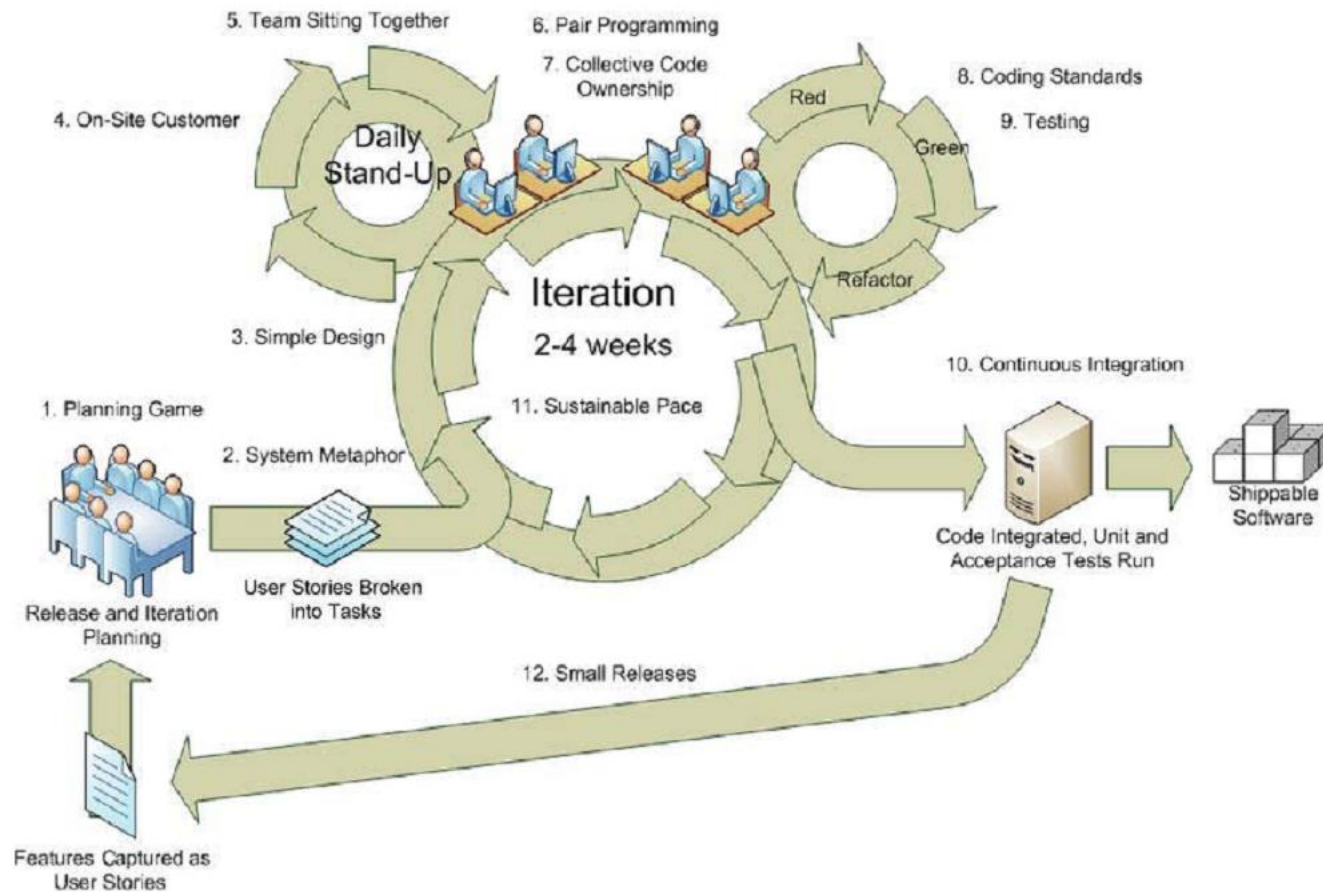 5. Team Sitting Together
6. Pair Programming
7. Collective Code
Ownership
4. On-Site Customer
Daily
Stand-Up
Red
Green
Refactor
8. Coding Standards
9. Testing
Iteration
2-4 weeks
3. Simple Design
11. Sustainable Pace
10. Continuous Integration
1. Planning Game
2. System Metaphor
Release and Iteration
Planning
User Stories Broken
into Tasks
Code Integrated, Unit and
Acceptance Tests Run
Shippable
Software
12. Small Releases
Features Captured as
User Stories